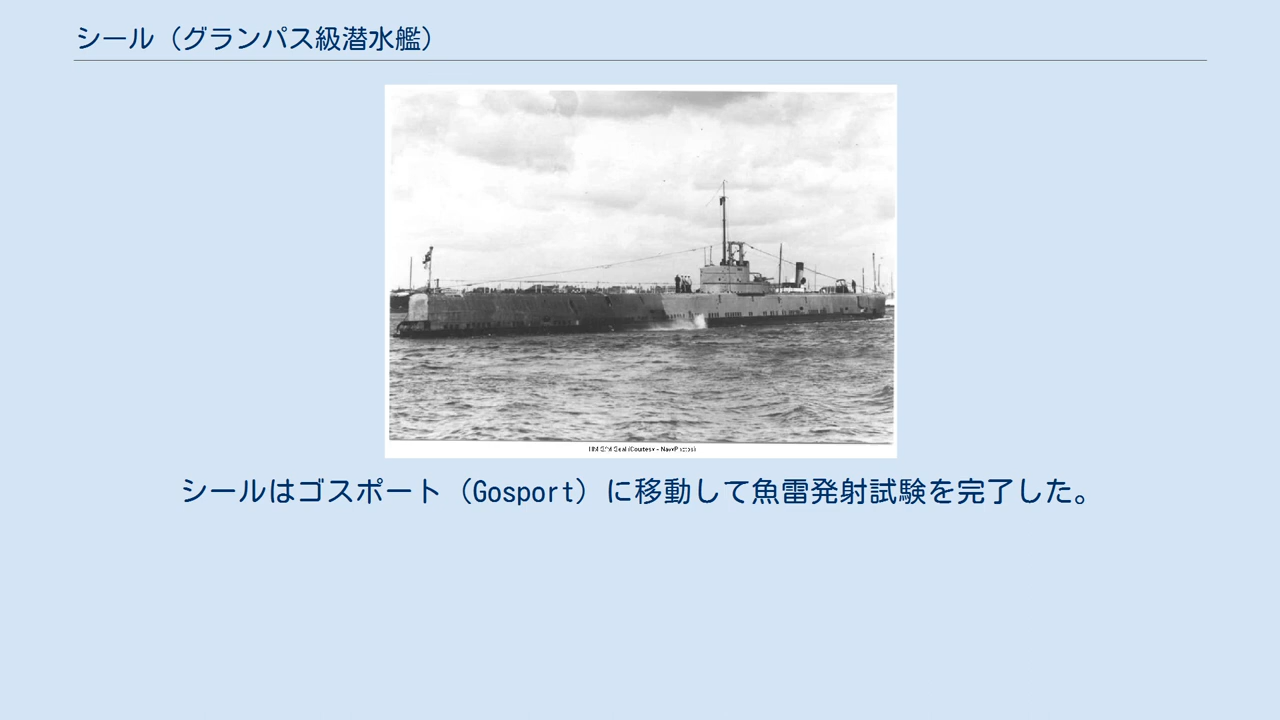 シール（グランパス級潜水艦）
(Courtesy - NavyPhotos)
シールはゴスポート（Gosport）に移動して魚雷発射試験を完了した。